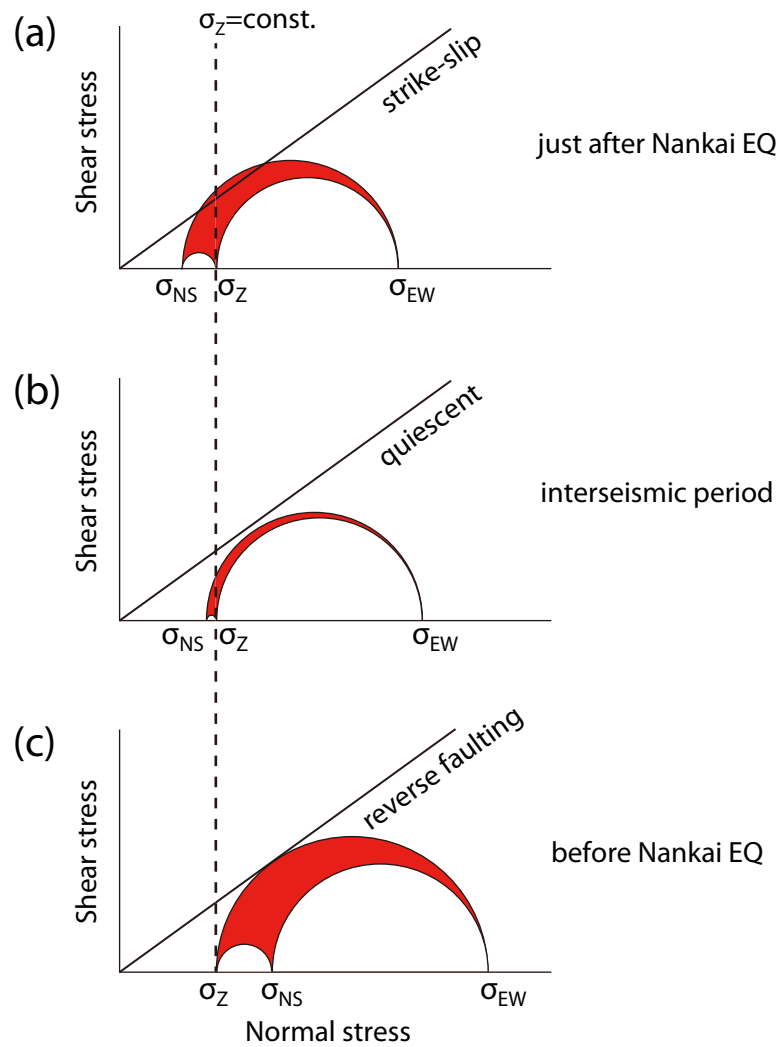 (a)
σZ=const.
Shear stress
strike-slip
just after Nankai EQ
σNS
σZ
σEW
(b)
Shear stress
quiescent
interseismic period
σNS
σZ
σEW
(c)
Shear stress
reverse faulting
before Nankai EQ
σZ
σNS
σEW
Normal stress